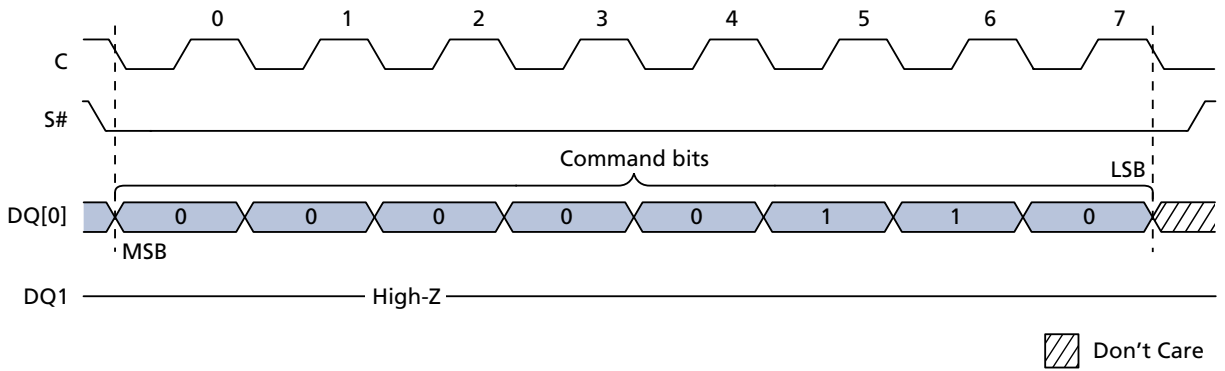 0 1 2 3 4 5 6 7
C
S#
Command bits
LSB
DQ[0] 0 0 0 0 0 1 1 0
MSB
DQ1 High-Z
Don't Care